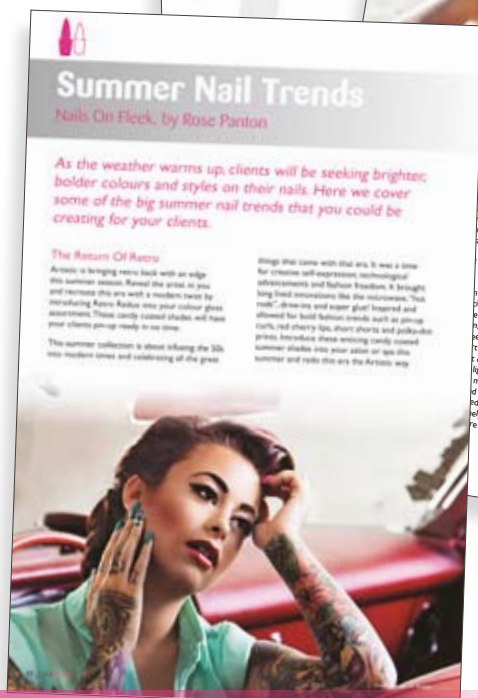 Summer Nail Trends
Nails On Fleek, by Rose Panton
As the weather warms up, clients will be seeking brighter,
bolder colours and styles on their nails. Here we cover
some of the big summer nail trends that you could be
creating for your clients.
The Return Of Retro
Artistic is bringing retro back with an edge
this summer season. Reveal the artist in you
and recreate this era with a modern twist by
introducing Retro Redux into your colour gloss
assortment. These candy coated shades will have
your clients pin-up ready in no time.
This summer collection is about infusing the 50s
into modern times and celebrating all the great
things that came with that era. It was a time
for creative self-expression, technological
advancements and fashion freedom. It brought
long lived innovations like the microwave, "hot
rods", drive-ins and super glue! Inspired and
allowed for bold fashion trends such as pin-up
curls, red cherry lips, short shorts and polka-dot
prints. Introduce these enticing candy coated
summer shades into your salon or spa this
summer and redo this era the Artistic way